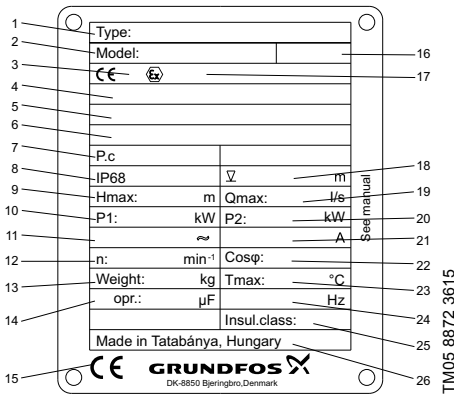 1 Type:
2 Model: 16
3 CE Ex 17
4
5
6
7 P.c
8 IP68 m 18
9 Hmax: m Qmax: l/s 19
10 P1: kW P2: kW 20
11 ≈ A 21
12 n: min⁻¹ Cosφ: 22
13 Weight: kg Tmax: °C 23
14 opr.: µF Hz 24
Insul.class: 25
Made in Tatabánya, Hungary 26
15 CE GRUNDFOS
DK-8850 Bjeringbro,Denmark
See manual
TM05 8872 3615